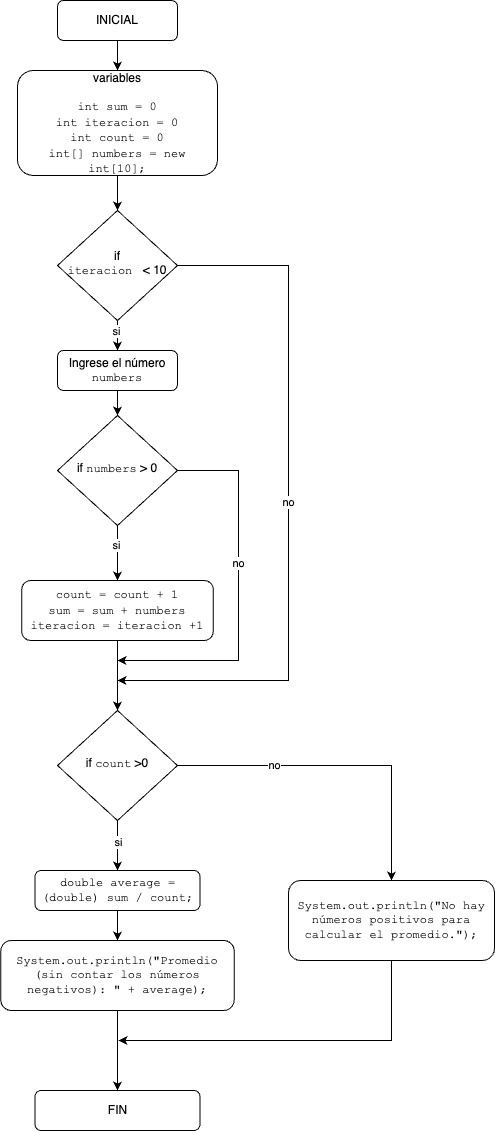 INICIAL
variables
int sum = 0
int iteracion = 0
int count = 0
int[] numbers = new
int[10];
if
iteracion < 10
si
Ingrese el número
numbers
if numbers > 0
no
si
no
count = count + 1
sum = sum + numbers
iteracion = iteracion +1
if count >0
no
si
double average =
(double) sum / count;
System.out.println("No hay
números positivos para
calcular el promedio.");
System.out.println("Promedio
(sin contar los números
negativos): " + average);
FIN